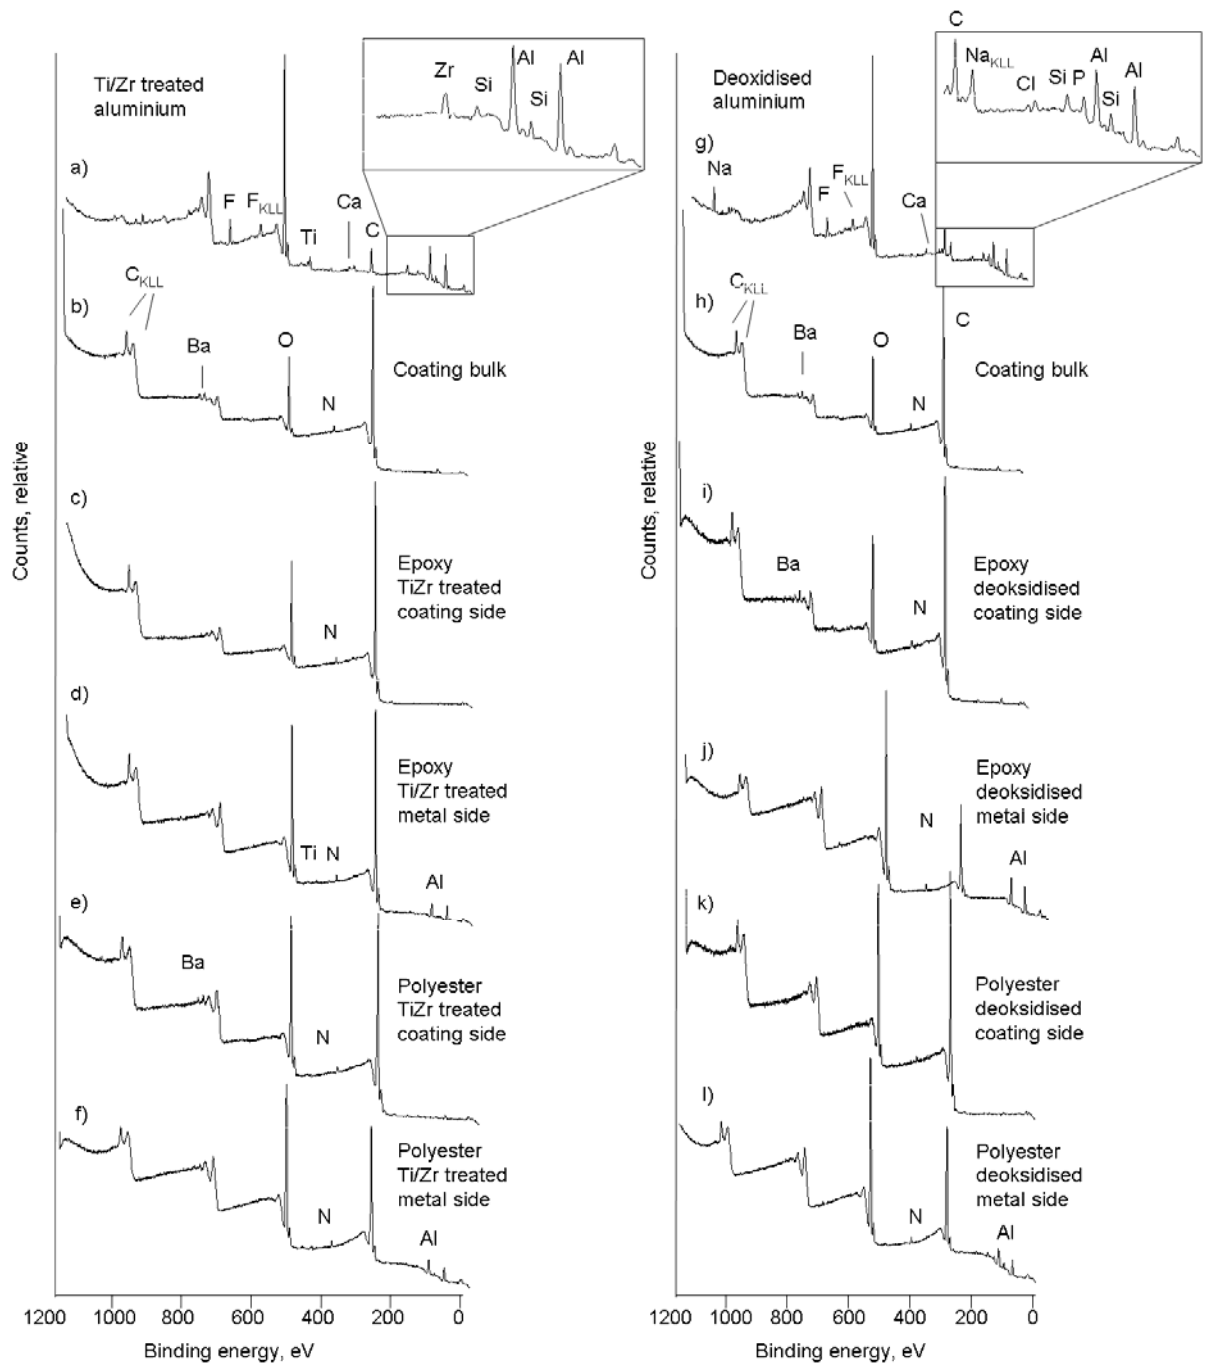 Ti/Zr treated
aluminium
Zr
Si
Al
Si
Al
a)
F
F KLL
Ti
Ca
C
b)
C KLL
Ba
O
N
Coating bulk
c)
N
Epoxy
TiZr treated
coating side
d)
Ti N
Al
Epoxy
Ti/Zr treated
metal side
e)
Ba
N
Polyester
TiZr treated
coating side
f)
N
Al
Polyester
Ti/Zr treated
metal side
Counts, relative
1200 1000 800 600 400 200 0
Binding energy, eV
Deoxidised
aluminium
C
Na KLL
Cl
Si P
Al
Si
Al
g)
Na
F
F KLL
Ca
h)
C KLL
Ba
O
N
C
Coating bulk
i)
Ba
N
Epoxy
deoksidised
coating side
j)
N
Al
Epoxy
deoksidised
metal side
k)
Polyester
deoksidised
coating side
l)
N
Al
Polyester
deoksidised
metal side
Counts, relative
1200 1000 800 600 400 200 0
Binding energy, eV